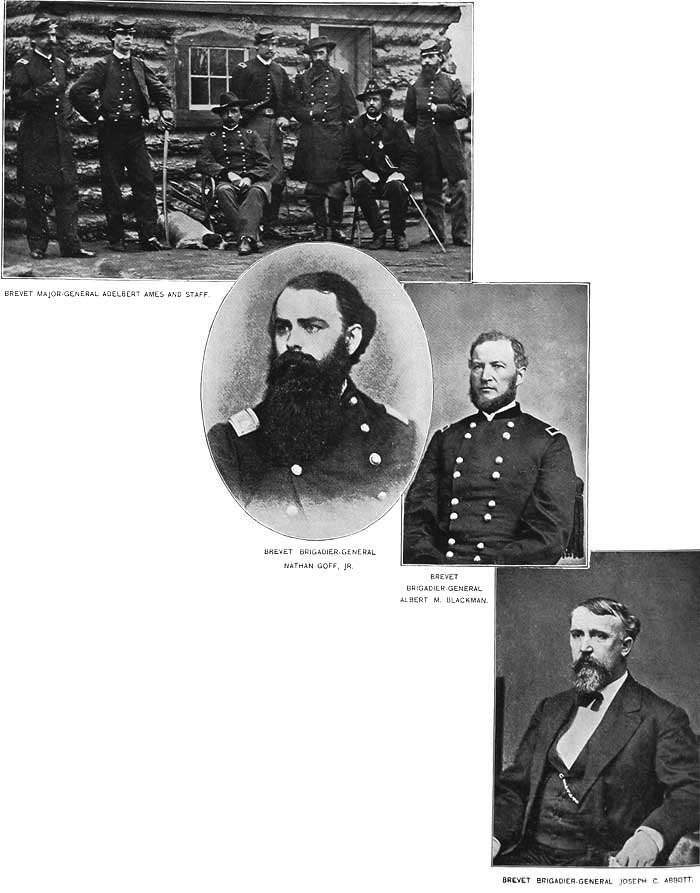 BREVET MAJOR-GENERAL ADELBERT AMES AND STAFF.
BREVET BRIGADIER-GENERAL
NATHAN GOFF, JR.
BREVET
BRIGADIER-GENERAL
ALBERT M. BLACKMAN.
BREVET BRIGADIER-GENERAL JOSEPH C. ABBOTT.